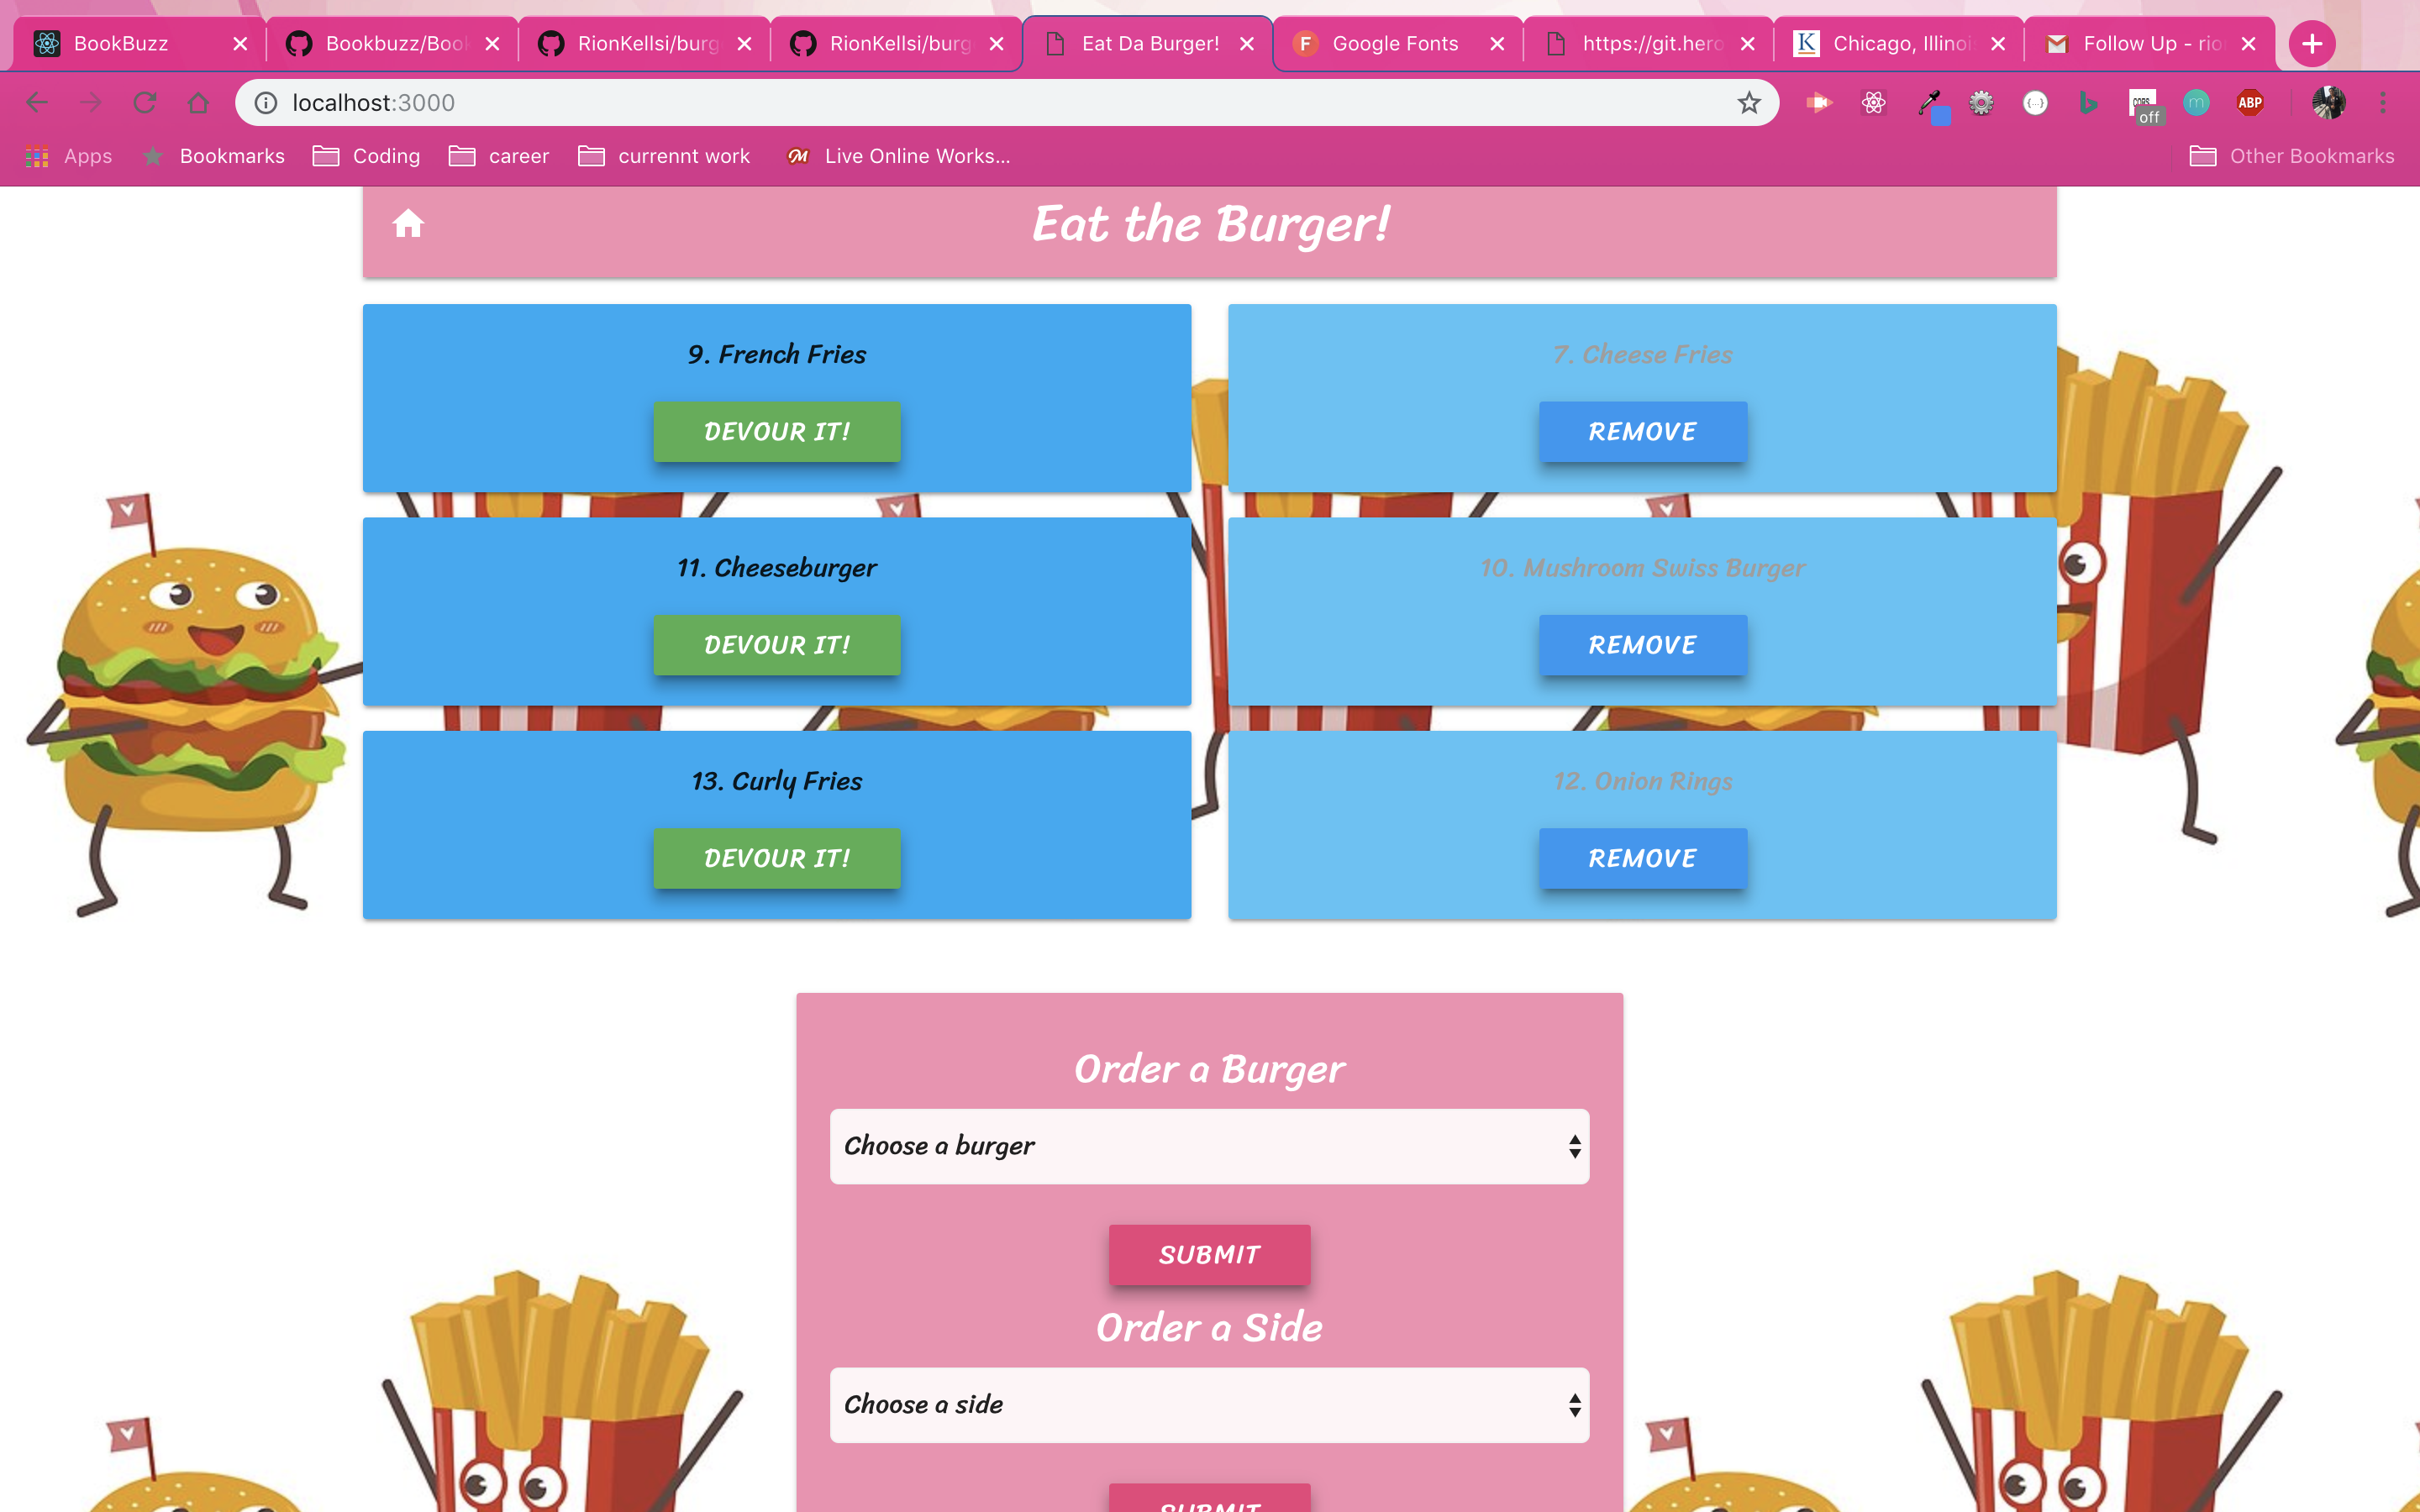 BookBuzz
Bookbuzz/Book
RionKellsi/burg
RionKellsi/burg
Eat Da Burger!
Google Fonts
https://git.hero
Chicago, Illinoi
Follow Up - rio
localhost:3000
off
ABP
Apps
Bookmarks
Coding
career
currennt work
Live Online Works...
Other Bookmarks
Eat the Burger!
9. French Fries
DEVOUR IT!
7. Cheese Fries
REMOVE
11. Cheeseburger
DEVOUR IT!
10. Mushroom Swiss Burger
REMOVE
13. Curly Fries
DEVOUR IT!
12. Onion Rings
REMOVE
Order a Burger
Choose a burger
SUBMIT
Order a Side
Choose a side
SUBMIT